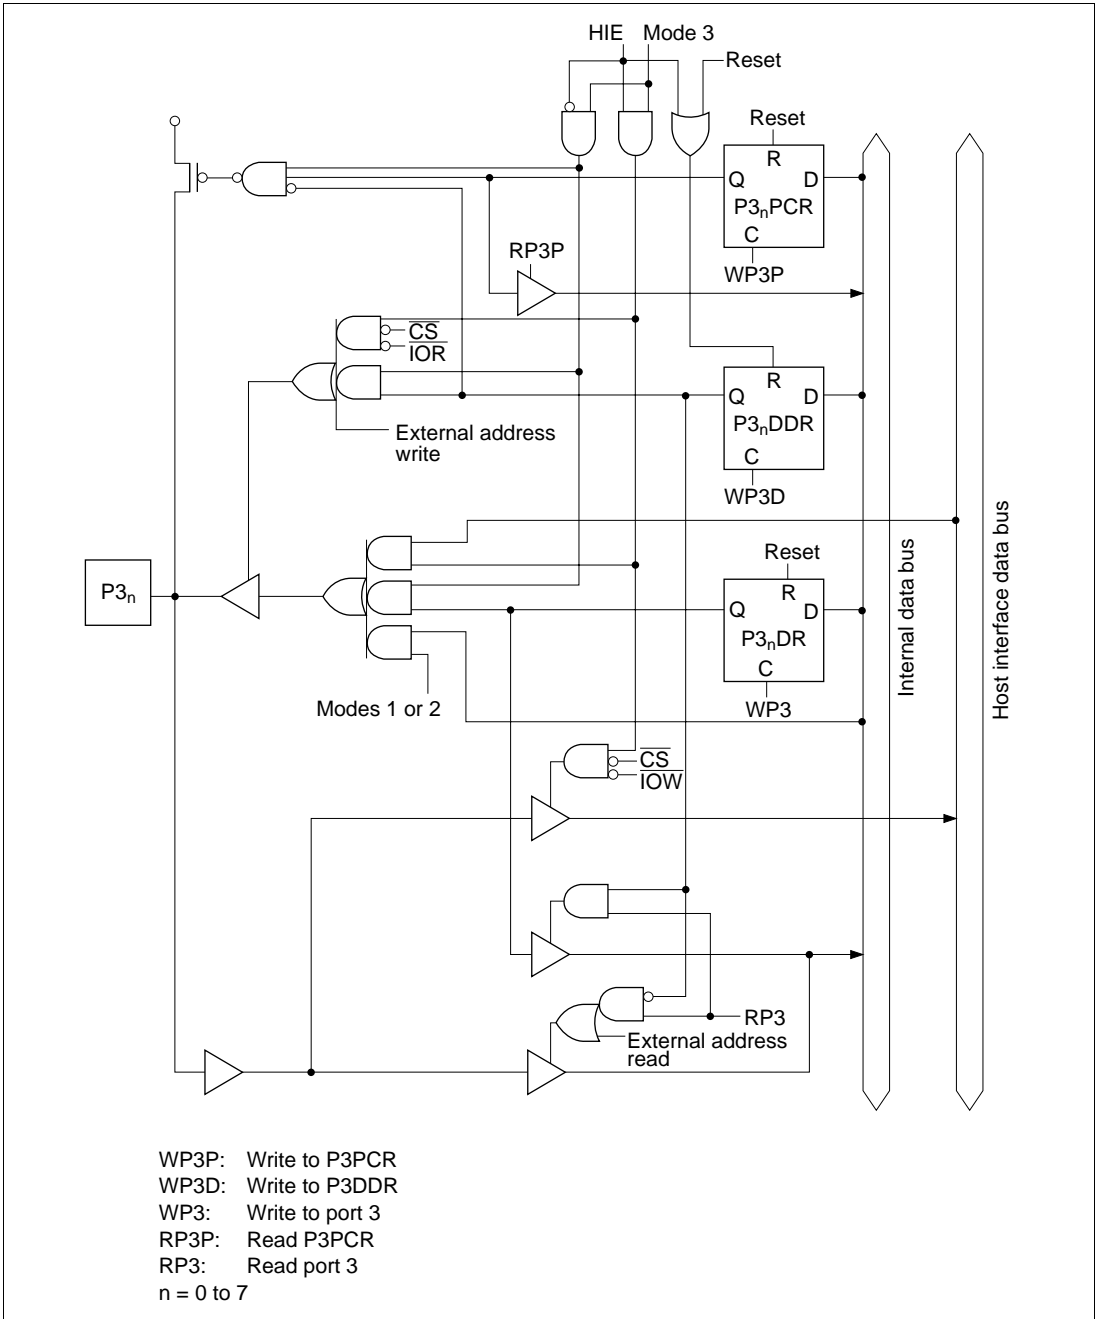 HIE Mode 3
Reset
Reset
R
Q D
P3nPCR
C
WP3P
RP3P
CS
IOR
R
Q D
P3nDDR
C
WP3D
External address
write
Reset
R
Q D
P3nDR
C
WP3
P3n
Modes 1 or 2
Internal data bus
Host interface data bus
CS
IOW
RP3
External address
read
WP3P: Write to P3PCR
WP3D: Write to P3DDR
WP3: Write to port 3
RP3P: Read P3PCR
RP3: Read port 3
n = 0 to 7